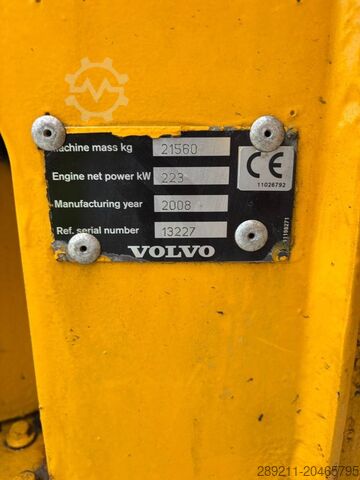 achine mass kg 21560
Engine net power kW 223
CE
11026792
Manufacturing year 2008
Ref. serial number 13227
VOLVO
289211-20465795